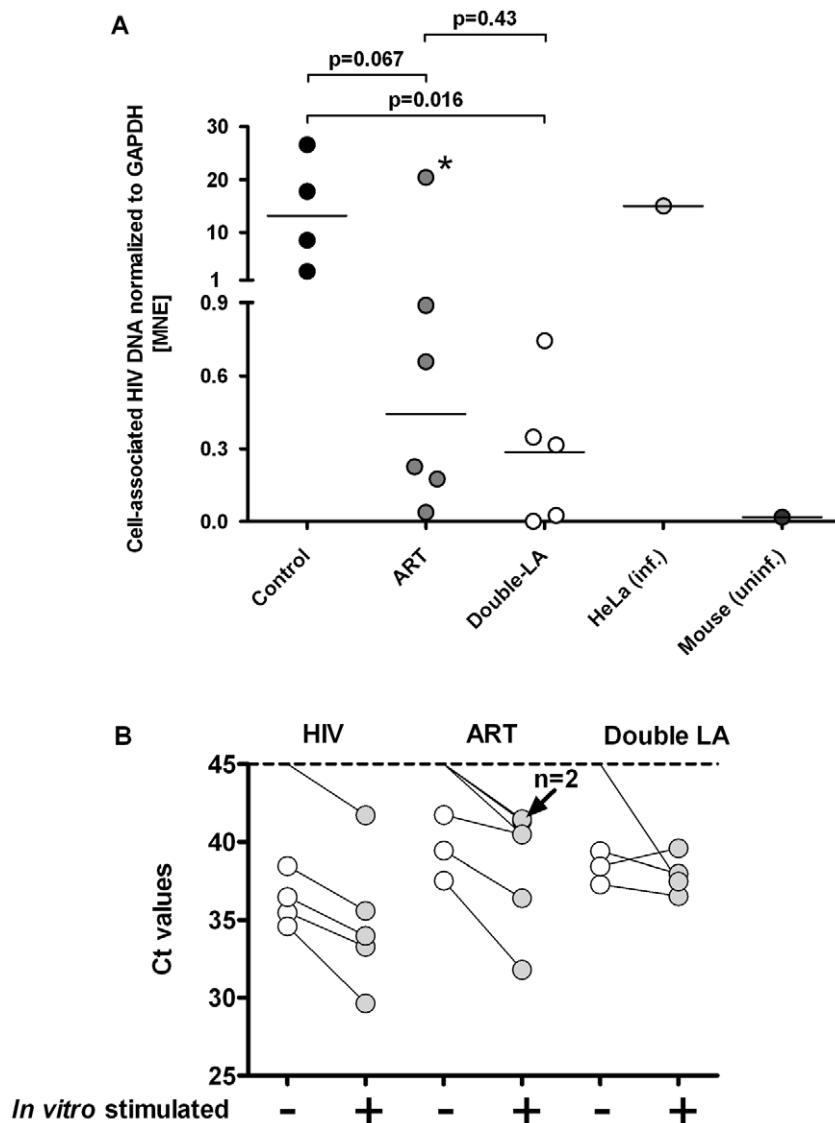 A
p=0.43
p=0.067
p=0.016
Cell-associated HIV DNA normalized to GAPDH
[MNE]
30
20
10
1
0.9
0.6
0.3
0.0
*
Control
ART
Double-LA
HeLa (inf.)
Mouse (uninf.)
B
HIV
ART
Double LA
Ct values
45
40
35
30
25
n=2
In vitro stimulated
- + - + - +